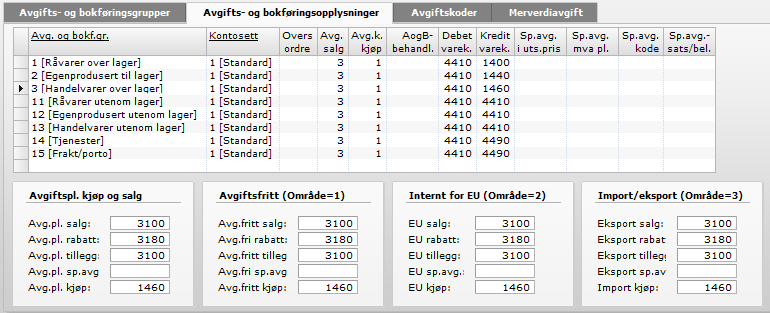 Avgifts- og bokføringsgrupper Avgifts- og bokføringsopplysninger Avgiftskoder Merverdiavgift
Avg. og bokf.gr. Kontosett Overs ordre Avg. salg Avg.k. kjøp AogB- behandl. Debet varek. Kredit varek. Sp.avg. i uts.pris Sp.avg. mva pl. Sp.avg. kode Sp.avg.- sats/bel.
1 [Råvarer over lager] 1 [Standard] 3 1 4410 1400
2 [Egenprodusert til lager] 1 [Standard] 3 1 4410 1440
3 [Handelvarer over lager] 1 [Standard] 3 1 4410 1460
11 [Råvarer utenom lager] 1 [Standard] 3 1 4410 4410
12 [Egenprodusert utenom lager] 1 [Standard] 3 1 4410 4410
13 [Handelvarer utenom lager] 1 [Standard] 3 1 4410 4410
14 [Tjenester] 1 [Standard] 3 1 4410 4490
15 [Frakt/porto] 1 [Standard] 3 1 4410 4490
Avgiftspl. kjøp og salg
Avg.pl. salg: 3100
Avg.pl. rabatt: 3180
Avg.pl. tillegg: 3100
Avg.pl. sp.avg
Avg.pl. kjøp: 1460
Avgiftsfritt (Område=1)
Avg.fritt salg: 3100
Avg.fri rabatt: 3180
Avg.fritt tillegg: 3100
Avg.fri sp.avg.:
Avg.fritt kjøp: 1460
Internt for EU (Område=2)
EU salg: 3100
EU rabatt: 3180
EU tillegg: 3100
EU sp.avg.:
EU kjøp: 1460
Import/eksport (Område=3)
Eksport salg: 3100
Eksport rabat 3180
Eksport tilleg 3100
Eksport sp.av
Import kjøp: 1460